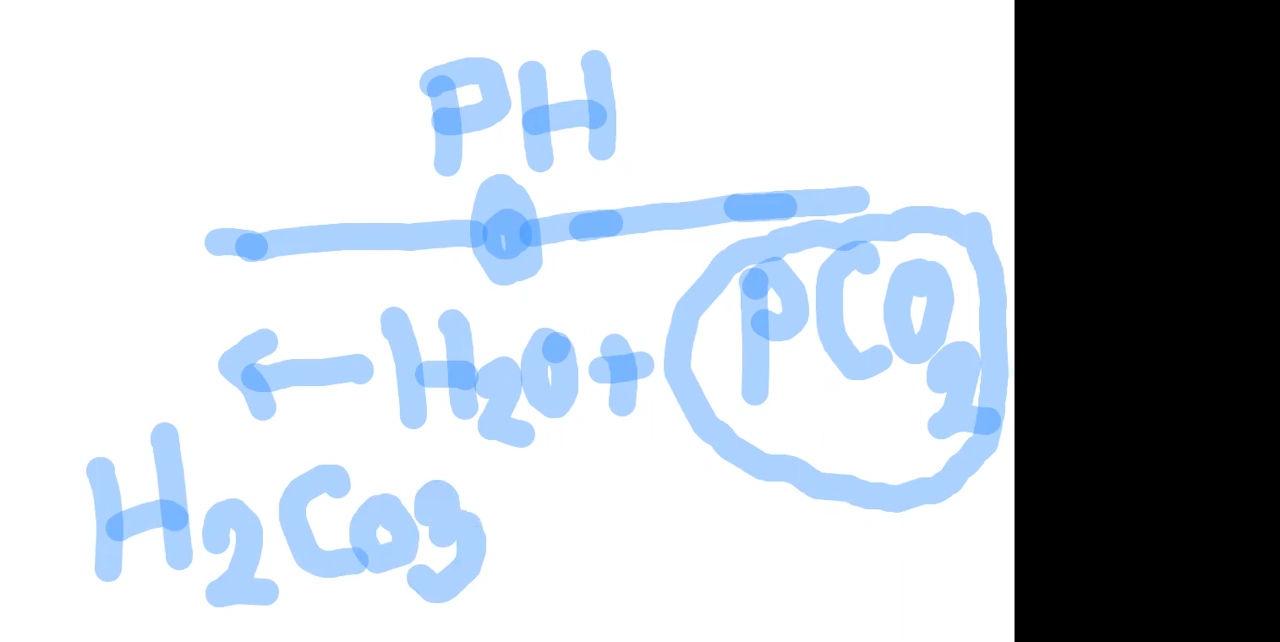 PH
← H2O + PCO2
H2CO3